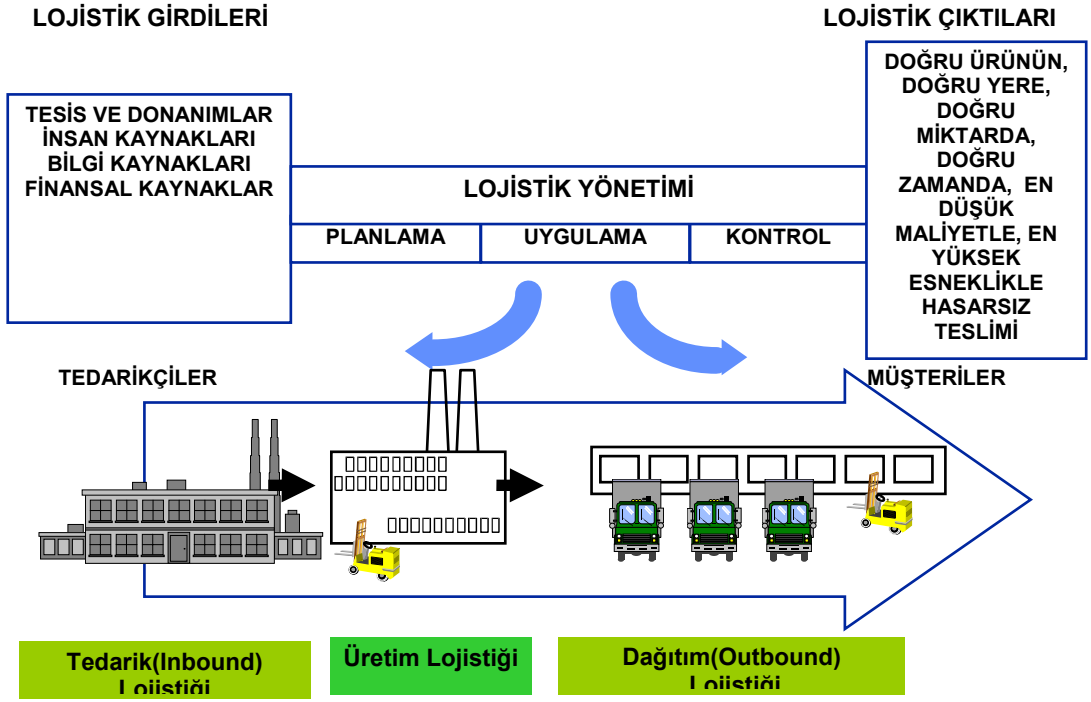 LOJİSTİK GİRDİLERİ
LOJİSTİK ÇIKTILARI
TESİS VE DONANIMLAR
İNSAN KAYNAKLARI
BİLGİ KAYNAKLARI
FİNANSAL KAYNAKLAR
LOJİSTİK YÖNETİMİ
PLANLAMA
UYGULAMA
KONTROL
DOĞRU ÜRÜNÜN,
DOĞRU YERE,
DOĞRU
MİKTARDA,
DOĞRU
ZAMANDA, EN
DÜŞÜK
MALİYETLE, EN
YÜKSEK
ESNEKLİKLE
HASARSIZ
TESLİMİ
TEDARİKÇİLER
MÜŞTERİLER
Tedarik(Inbound)
Lojistiği
Üretim Lojistiği
Dağıtım(Outbound)
Lojistiği